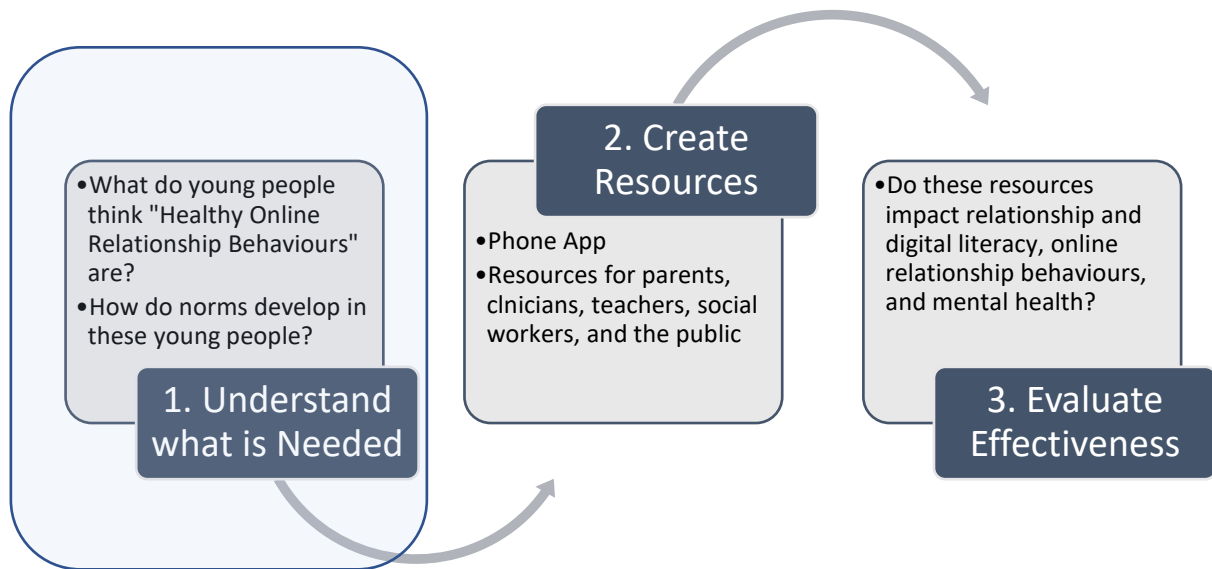 •What do young people
think "Healthy Online
Relationship Behaviours"
are?
•How do norms develop in
these young people?
1. Understand
what is Needed
2. Create
Resources
•Phone App
•Resources for parents,
clnicians, teachers, social
workers, and the public
•Do these resources
impact relationship and
digital literacy, online
relationship behaviours,
and mental health?
3. Evaluate
Effectiveness